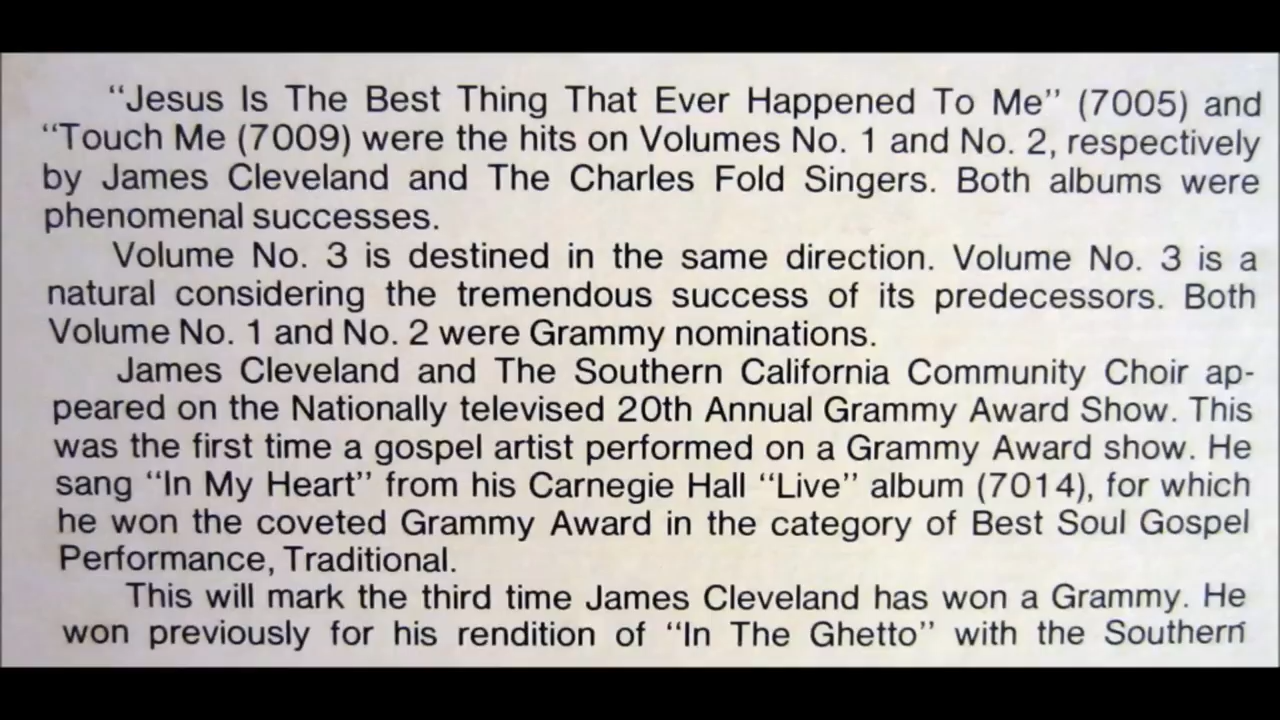 “Jesus Is The Best Thing That Ever Happened To Me” (7005) and
“Touch Me (7009) were the hits on Volumes No. 1 and No. 2, respectively
by James Cleveland and The Charles Fold Singers. Both albums were
phenomenal successes.
Volume No. 3 is destined in the same direction. Volume No. 3 is a
natural considering the tremendous success of its predecessors. Both
Volume No. 1 and No. 2 were Grammy nominations.
James Cleveland and The Southern California Community Choir ap-
peared on the Nationally televised 20th Annual Grammy Award Show. This
was the first time a gospel artist performed on a Grammy Award show. He
sang “In My Heart” from his Carnegie Hall “Live” album (7014), for which
he won the coveted Grammy Award in the category of Best Soul Gospel
Performance, Traditional.
This will mark the third time James Cleveland has won a Grammy. He
won previously for his rendition of “In The Ghetto” with the Southern